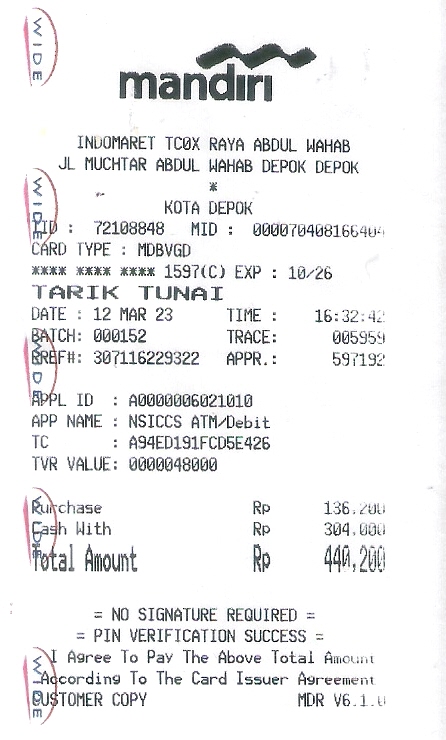 mandiri
INDOMARET TC0X RAYA ABDUL WAHAB
JL MUCHTAR ABDUL WAHAB DEPOK DEPOK
*
KOTA DEPOK
TID : 72108848 MID : 000070408166404
CARD TYPE : MDBVGD
**** **** **** 1597(C) EXP : 10/26
TARIK TUNAI
DATE : 12 MAR 23 TIME : 16:32:42
BATCH: 000152 TRACE: 005959
RREF#: 307116229322 APPR.: 597192
APPL ID : A0000006021010
APP NAME : NSICCS ATM/Debit
TC : A94ED191FCD5E426
TVR VALUE: 0000048000
Purchase Rp 136.200
Cash With Rp 304.000
Total Amount Rp 440,200
= NO SIGNATURE REQUIRED =
= PIN VERIFICATION SUCCESS =
I Agree To Pay The Above Total Amount
According To The Card Issuer Agreement
CUSTOMER COPY MDR V6.1.0
WIDE
WIDE
WIDE
WIDE
WIDE